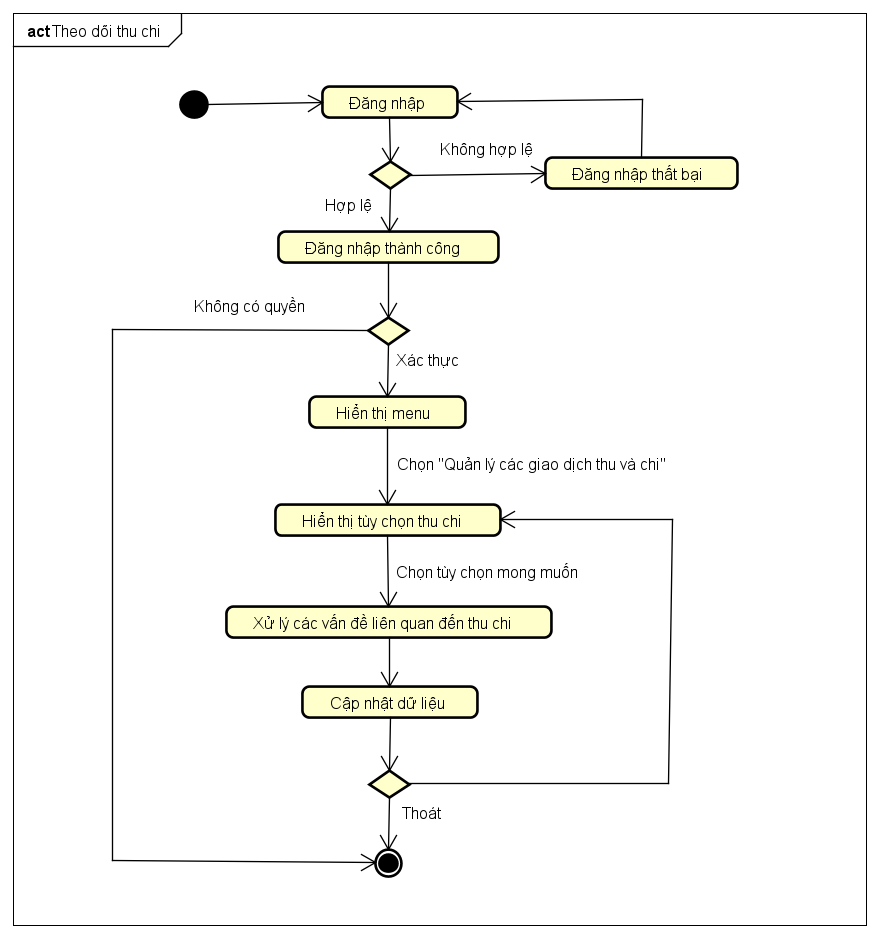 act Theo dõi thu chi
Đăng nhập
Không hợp lệ
Đăng nhập thất bại
Hợp lệ
Đăng nhập thành công
Không có quyền
Xác thực
Hiển thị menu
Chọn "Quản lý các giao dịch thu và chi"
Hiển thị tùy chọn thu chi
Chọn tùy chọn mong muốn
Xử lý các vấn đề liên quan đến thu chi
Cập nhật dữ liệu
Thoát